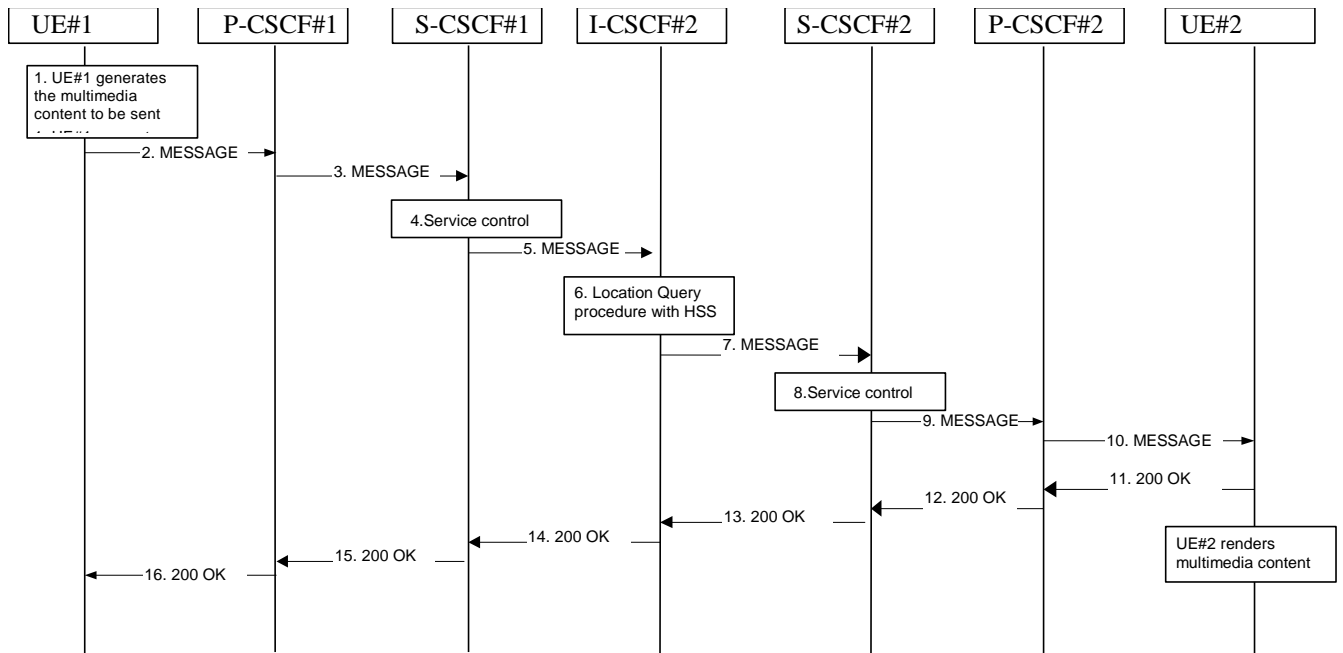 UE#1
P-CSCF#1
S-CSCF#1
I-CSCF#2
S-CSCF#2
P-CSCF#2
UE#2
1. UE#1 generates
the multimedia
content to be sent
2. MESSAGE
3. MESSAGE
4.Service control
5. MESSAGE
6. Location Query
procedure with HSS
7. MESSAGE
8.Service control
9. MESSAGE
10. MESSAGE
11. 200 OK
12. 200 OK
13. 200 OK
14. 200 OK
15. 200 OK
16. 200 OK
UE#2 renders
multimedia content